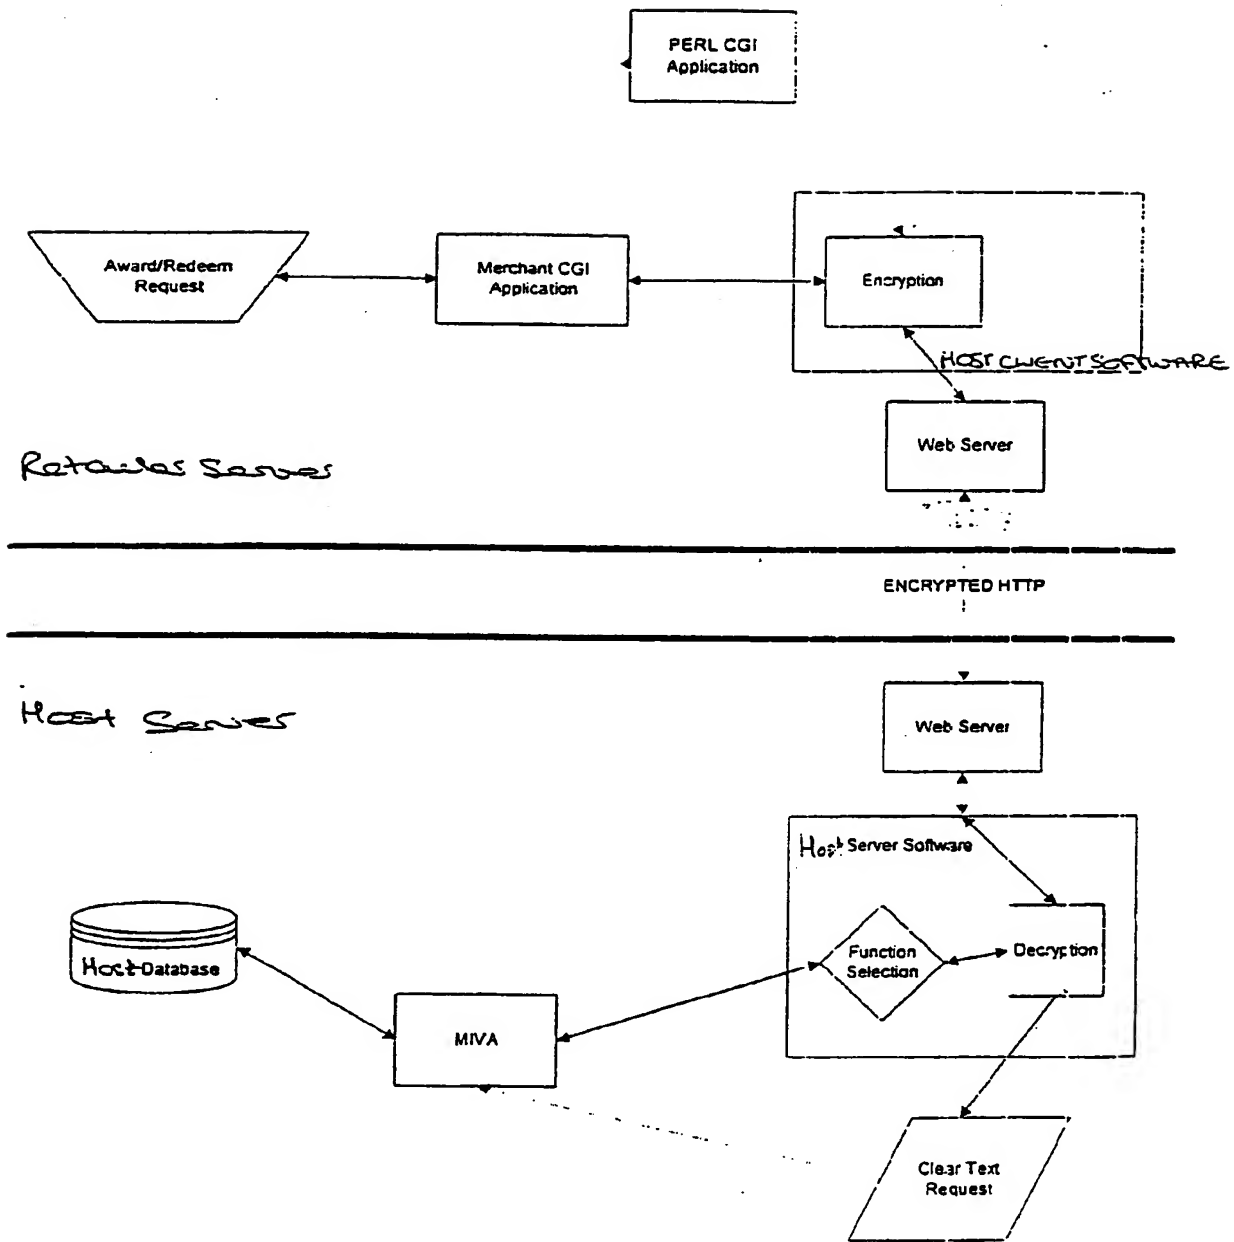 PERL CGI
Application
Award/Redeem
Request
Merchant CGI
Application
Encryption
HOST CLIENT SOFTWARE
Web Server
Retailer Server
ENCRYPTED HTTP
Host Server
Web Server
Host Server Software
Function
Selection
Decryption
Host Database
MIVA
Clear Text
Request